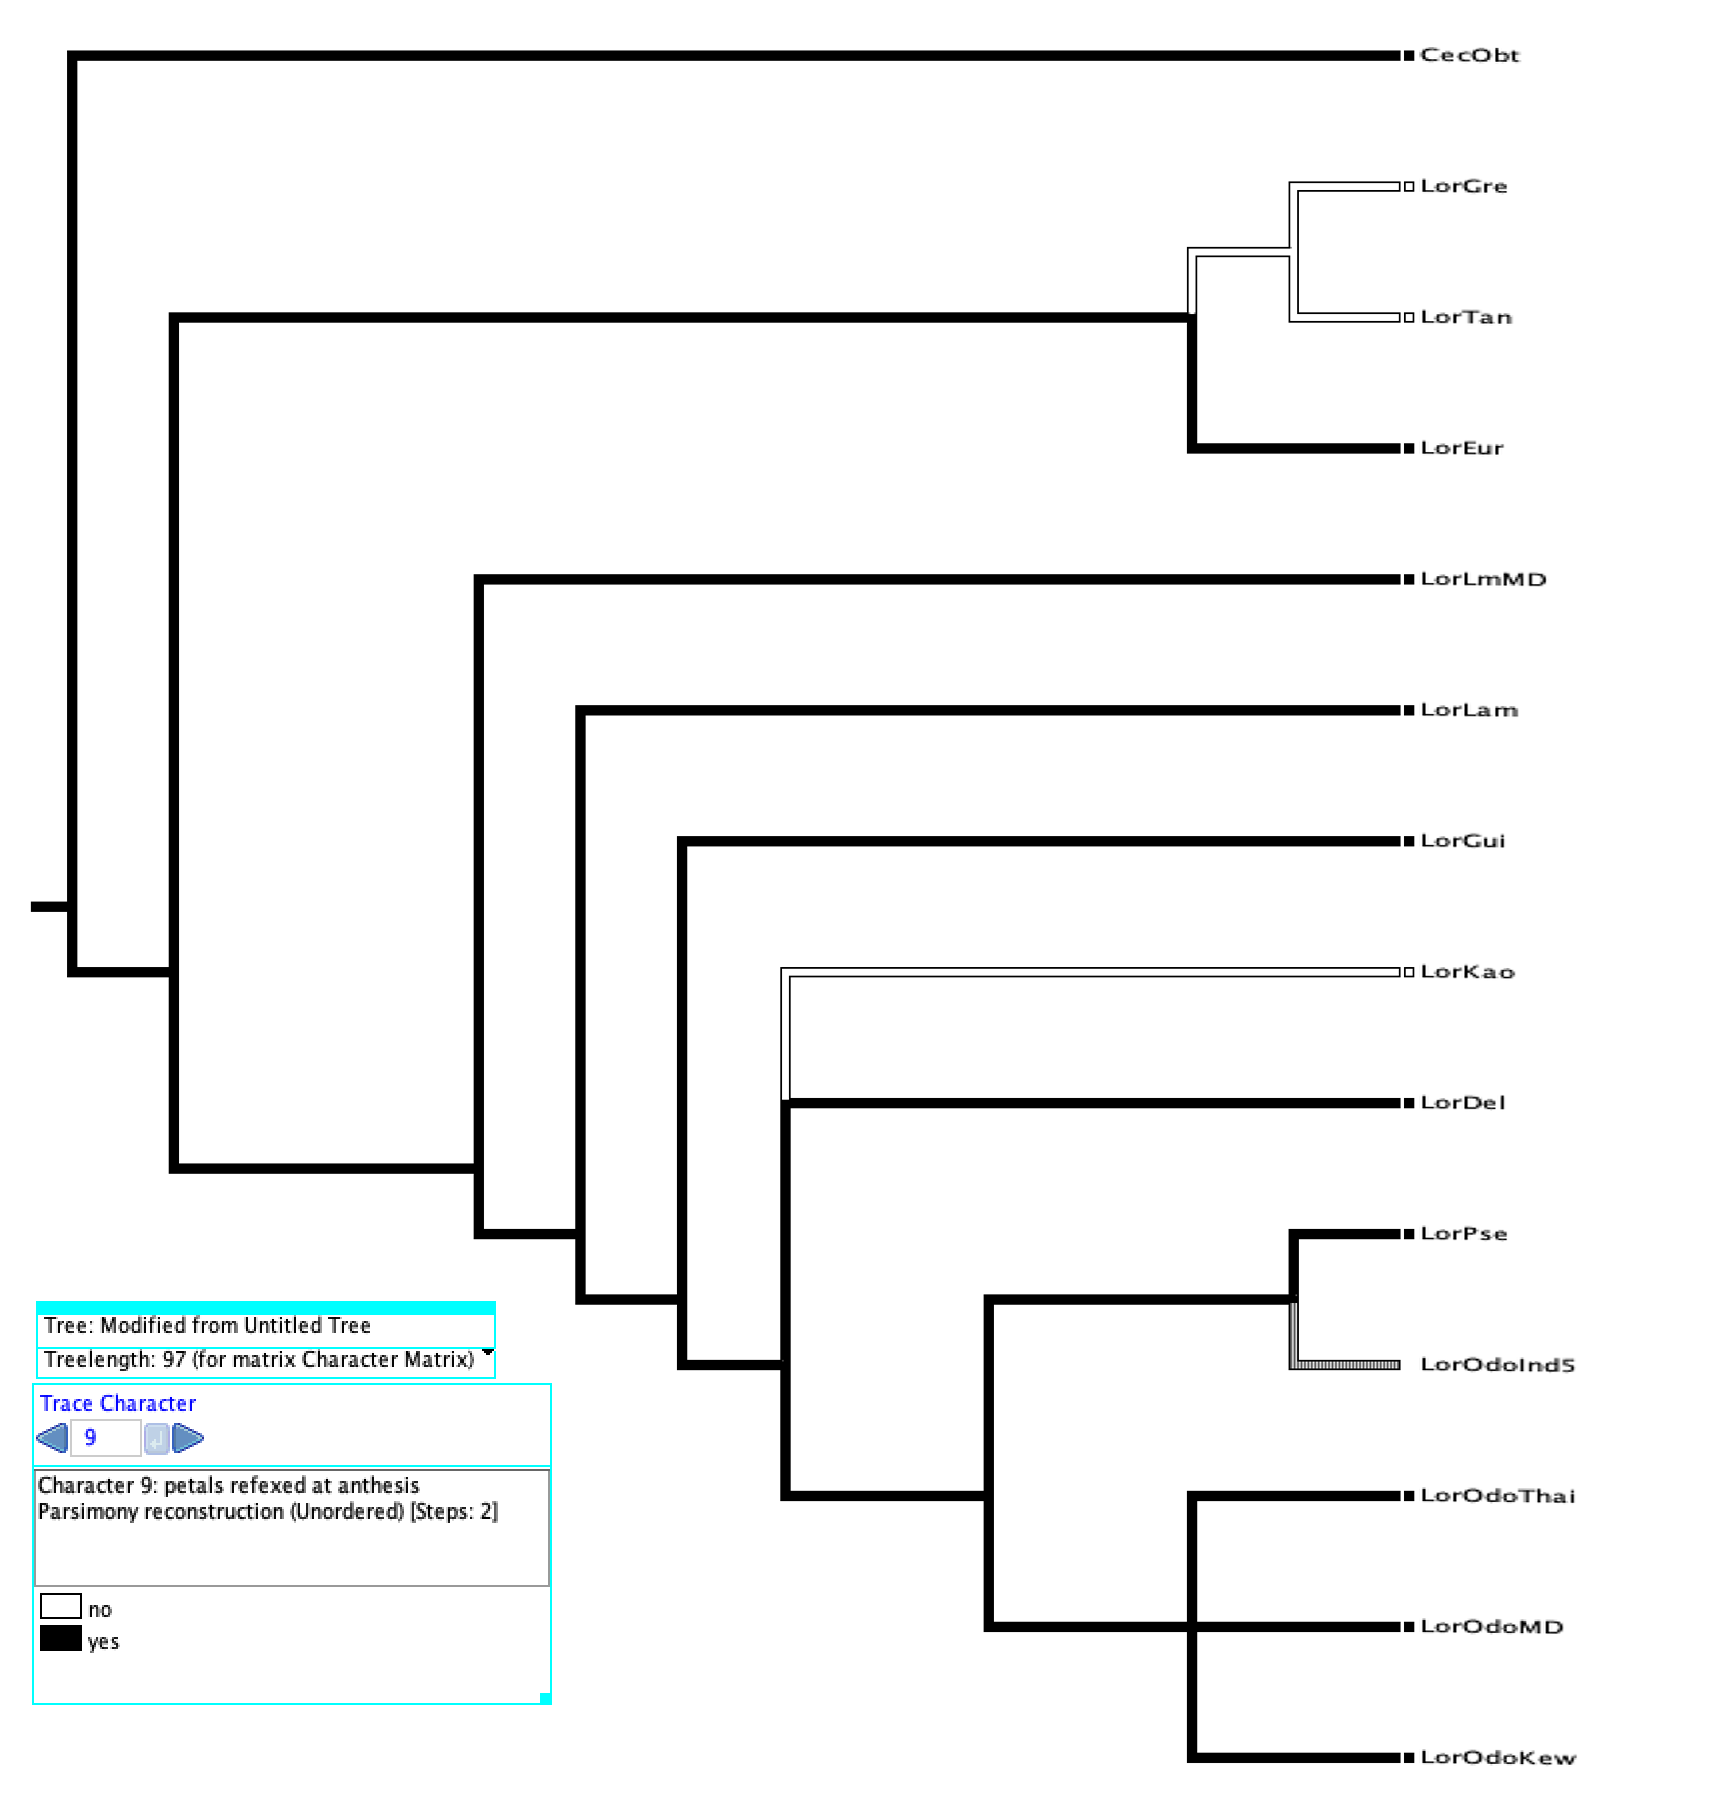 CecObt
LorGre
LorTan
LorEur
LorLmMD
LorLam
LorGui
LorKao
LorDel
LorPse
LorOdoIndS
LorOdoThai
LorOdoMD
LorOdoKew
Tree: Modified from Untitled Tree
Treelength: 97 (for matrix Character Matrix)
Trace Character
9
Character 9: petals refexed at anthesis
Parsimony reconstruction (Unordered) [Steps: 2]
no
yes